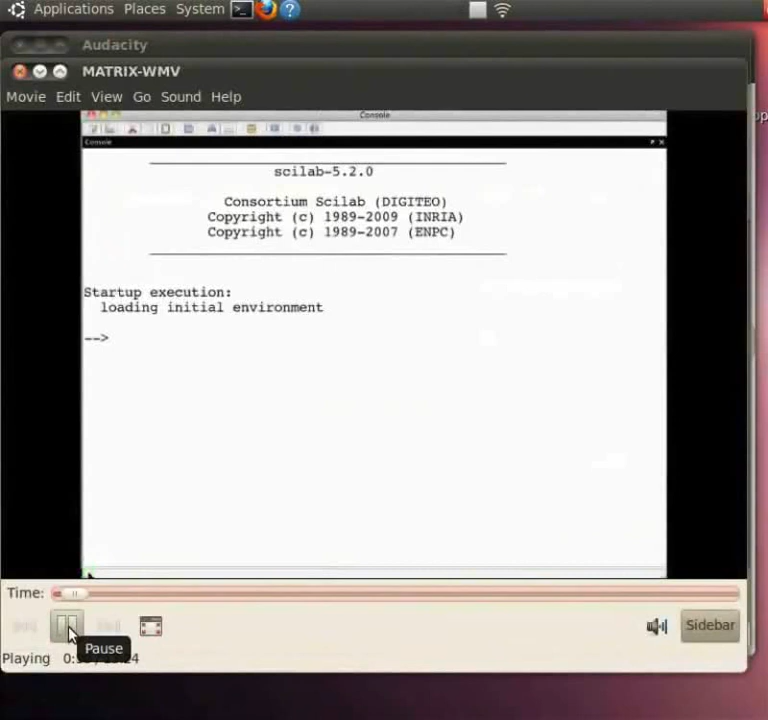 Applications Places System
Audacity
MATRIX-WMV
Movie Edit View Go Sound Help
Console
Console
scilab-5.2.0
Consortium Scilab (DIGITEO)
Copyright (c) 1989-2009 (INRIA)
Copyright (c) 1989-2007 (ENPC)
Startup execution:
loading initial environment
-->
Time:
Sidebar
Pause
Playing